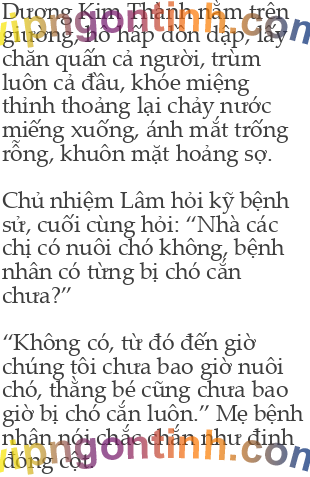 Dương Kim Thành nằm trên
giường, hô hấp dồn dập, lấy
chăn quấn cả người, trùm
luôn cả đầu, khóe miệng
thỉnh thoảng lại chảy nước
miếng xuống, ánh mắt trống
rỗng, khuôn mặt hoảng sợ.
Chủ nhiệm Lâm hỏi kỹ bệnh
sử, cuối cùng hỏi: “Nhà các
chị có nuôi chó không, bệnh
nhân có từng bị chó cắn
chưa?”
“Không có, từ đó đến giờ
chúng tôi chưa bao giờ nuôi
chó, thằng bé cũng chưa bao
giờ bị chó cắn luôn.” Mẹ bệnh
nhân nói chắc chắn như đinh
đóng cột.
vipngontinh.com
vipngontinh.com